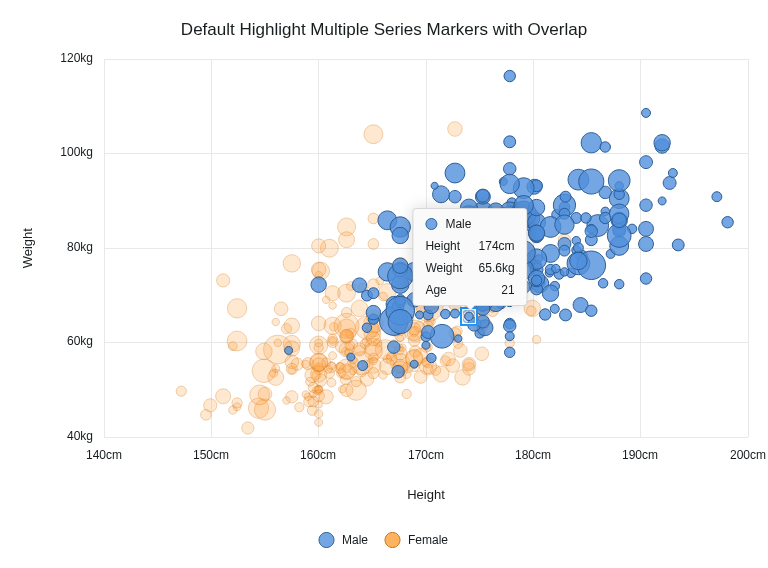 Default Highlight Multiple Series Markers with Overlap
120kg
100kg
80kg
60kg
40kg
Weight
Male
Height 174cm
Weight 65.6kg
Age 21
140cm 150cm 160cm 170cm 180cm 190cm 200cm
Height
Male Female